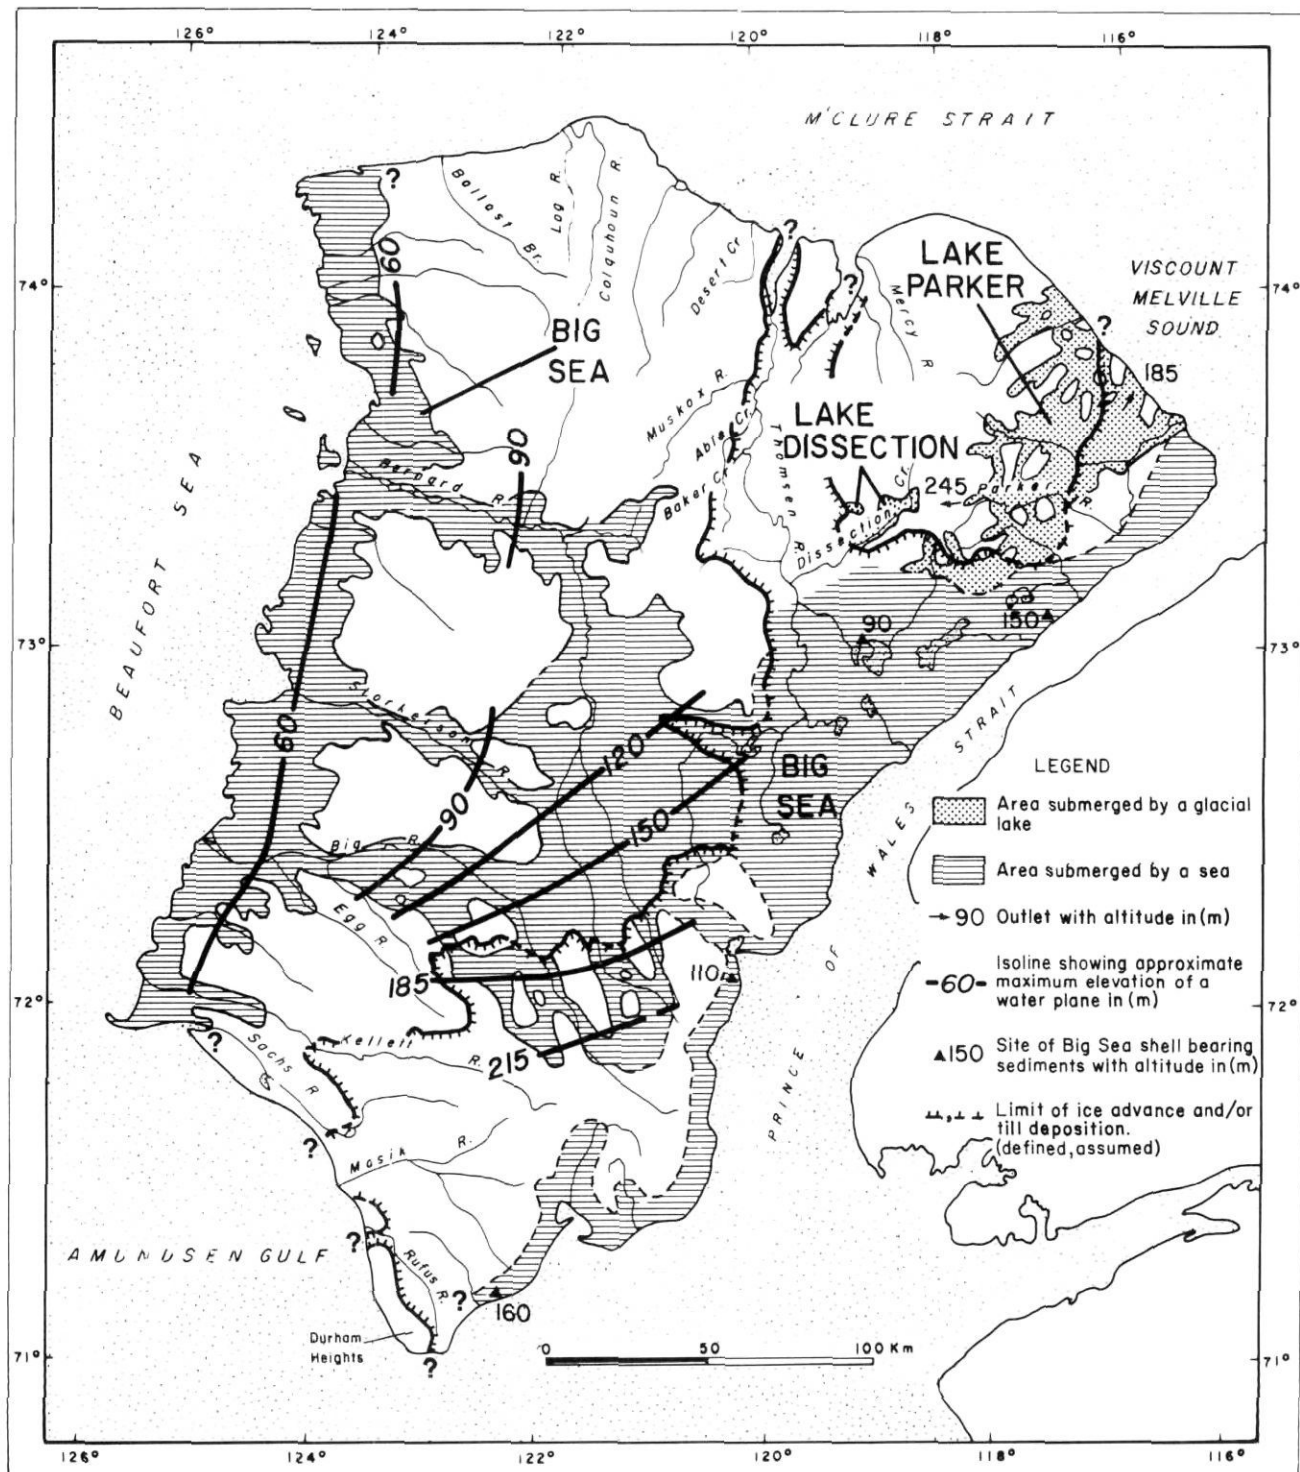 126° 124° 122° 120° 118° 116°
M'CLURE STRAIT
?
Ballast Br.
Log R.
Colquhoun R.
Desert Cr
?
?
Mercy R
LAKE
PARKER
VISCOUNT
MELVILLE
SOUND
74° 74°
60
BIG
SEA
?
185
Muskox R.
Able Cr.
Baker Cr.
Thomsen R.
LAKE
DISSECTION
Dissection Cr.
245
Parker R.
90
Bernard R.
BEAUFORT SEA
90
150
73° 73°
Storkerson R.
60
120
90
150
BIG
SEA
PRINCE OF WALES STRAIT
Big R.
Egg R.
185
110
72° 72°
Kellett R.
215
?
Sachs R
?
Masik R.
AMUNDSEN GULF
?
Rufus R.
?
160
Durham
Heights
?
71° 71°
0 50 100 Km
LEGEND
Area submerged by a glacial
lake
Area submerged by a sea
90 Outlet with altitude in (m)
60 Isoline showing approximate
maximum elevation of a
water plane in (m)
150 Site of Big Sea shell bearing
sediments with altitude in (m)
Limit of ice advance and/or
till deposition.
(defined, assumed)
126° 124° 122° 120° 118° 116°